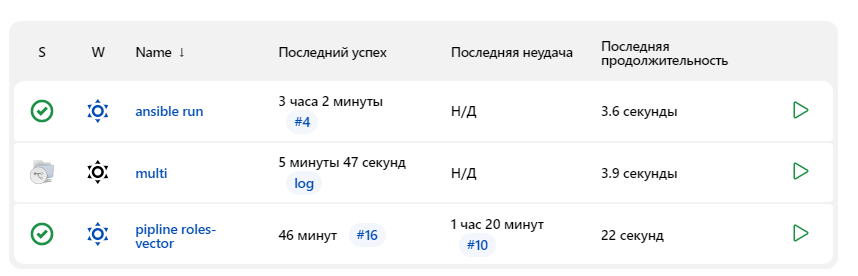 S W Name ↓ Последний успех Последняя неудача Последняя
продолжительность
ansible run 3 часа 2 минуты Н/Д 3.6 секунды
#4
multi 5 минуты 47 секунд Н/Д 3.9 секунды
log
pipline roles-
vector 46 минут #16 1 час 20 минут 22 секунд
#10